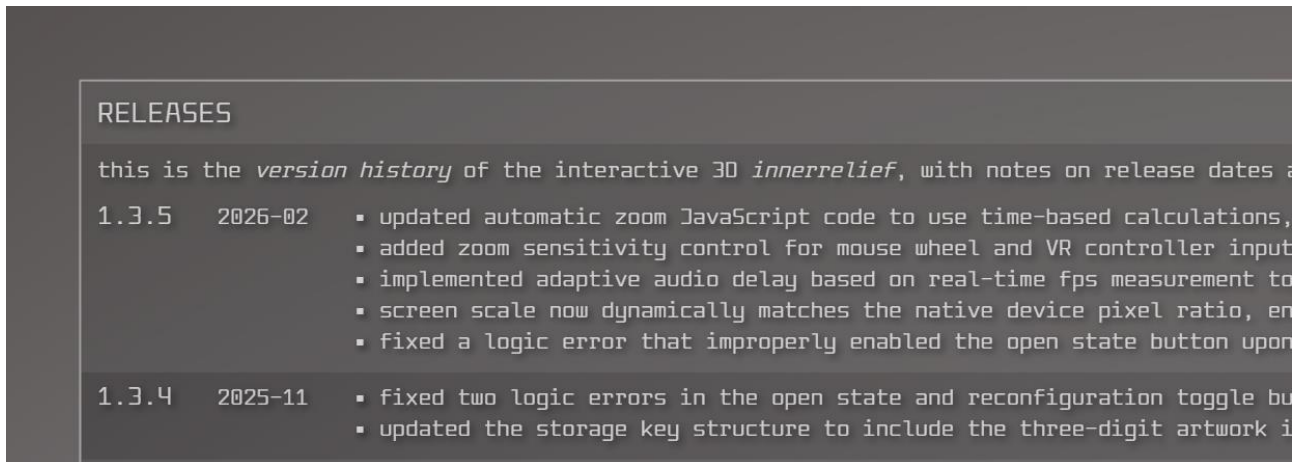 RELEASES
this is the version history of the interactive 3D innerrelief, with notes on release dates
1.3.5 2026-02 ▪ updated automatic zoom JavaScript code to use time-based calculations,
▪ added zoom sensitivity control for mouse wheel and VR controller input
▪ implemented adaptive audio delay based on real-time fps measurement to
▪ screen scale now dynamically matches the native device pixel ratio,
▪ fixed a logic error that improperly enabled the open state button upon
1.3.4 2025-11 ▪ fixed two logic errors in the open state and reconfiguration toggle
▪ updated the storage key structure to include the three-digit artwork